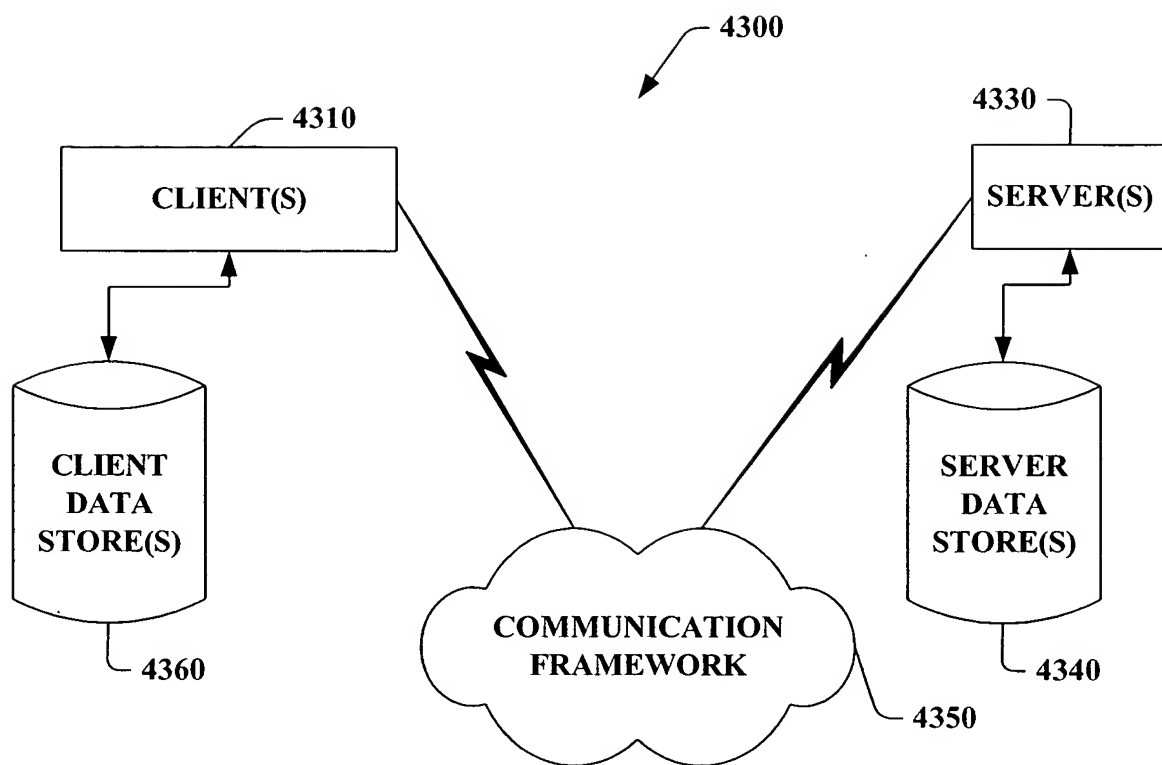 4300
4310
4330
CLIENT(S)
SERVER(S)
CLIENT
DATA
STORE(S)
SERVER
DATA
STORE(S)
COMMUNICATION
FRAMEWORK
4360
4340
4350